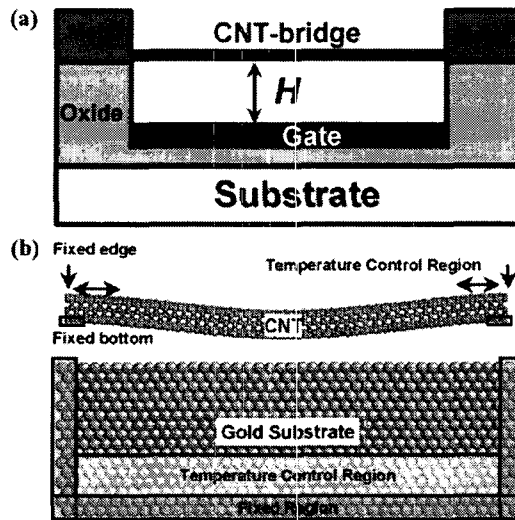 (a)
CNT-bridge
H
Oxide
Gate
Substrate
(b)
Fixed edge
Temperature Control Region
CNT
Fixed bottom
Gold Substrate
Temperature Control Region
Fixed Region